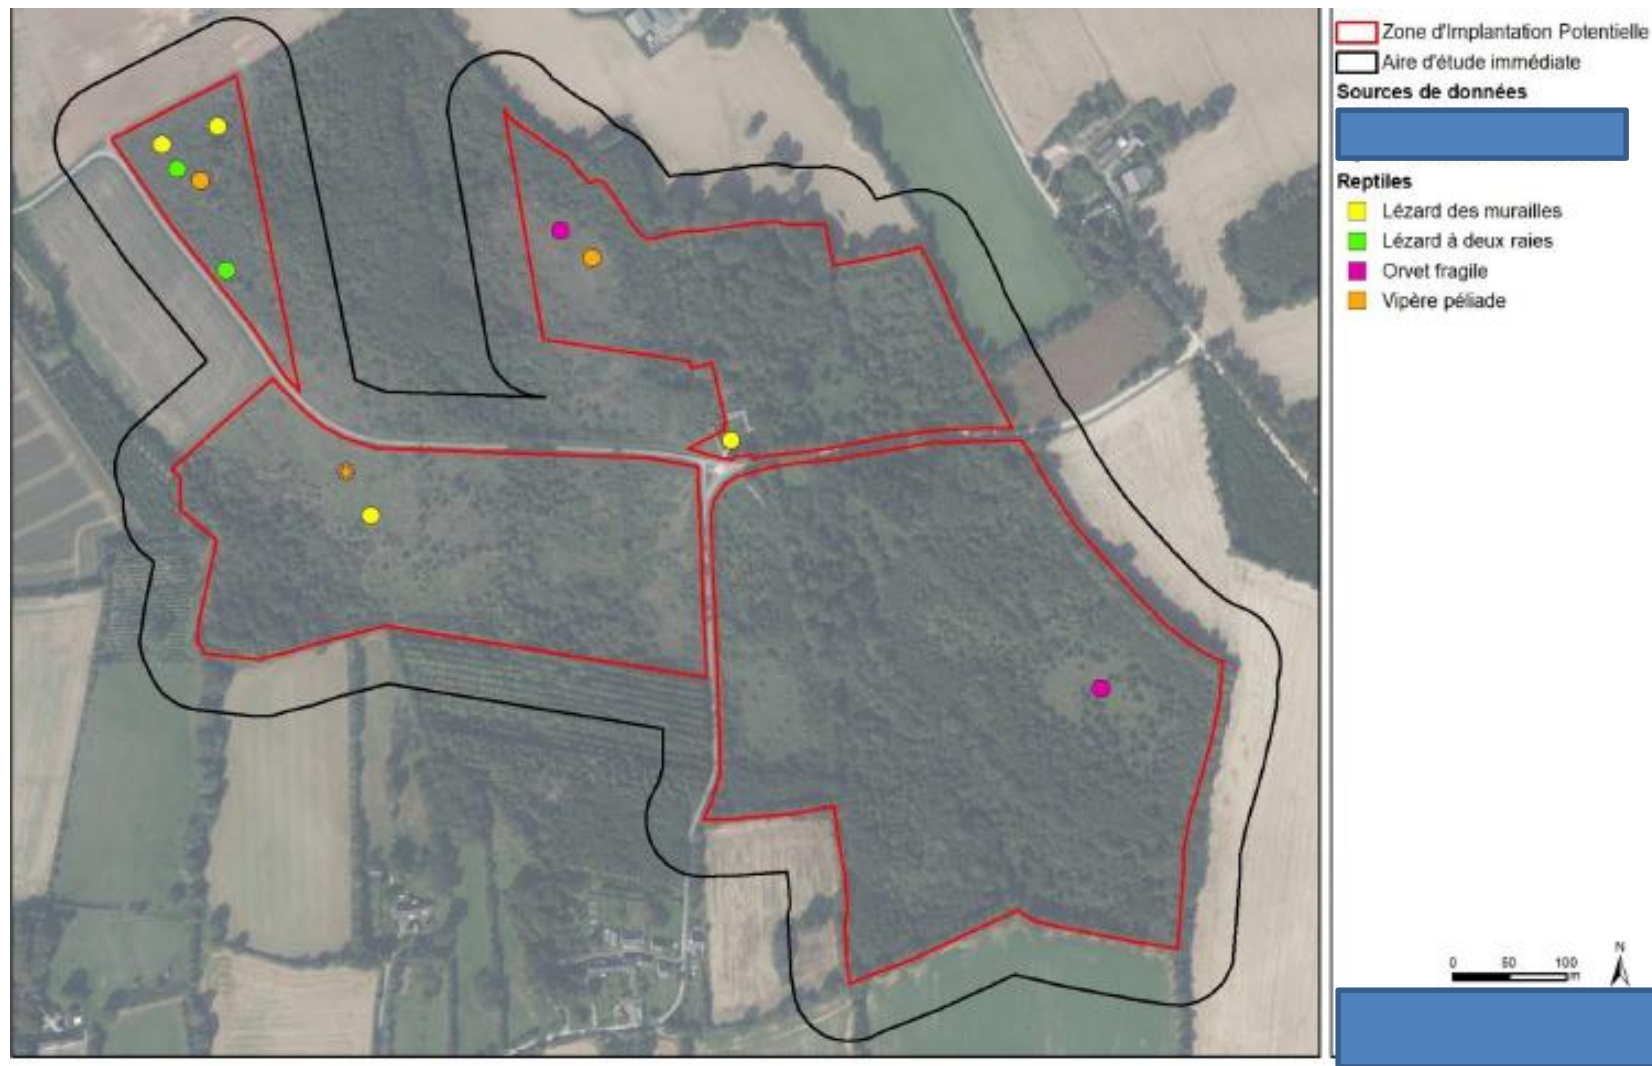 Zone d'Implantation Potentielle
Aire d'étude immédiate
Sources de données
Reptiles
Lézard des murailles
Lézard à deux raies
Orvet fragile
Vipère péliade
N
0 50 100
m